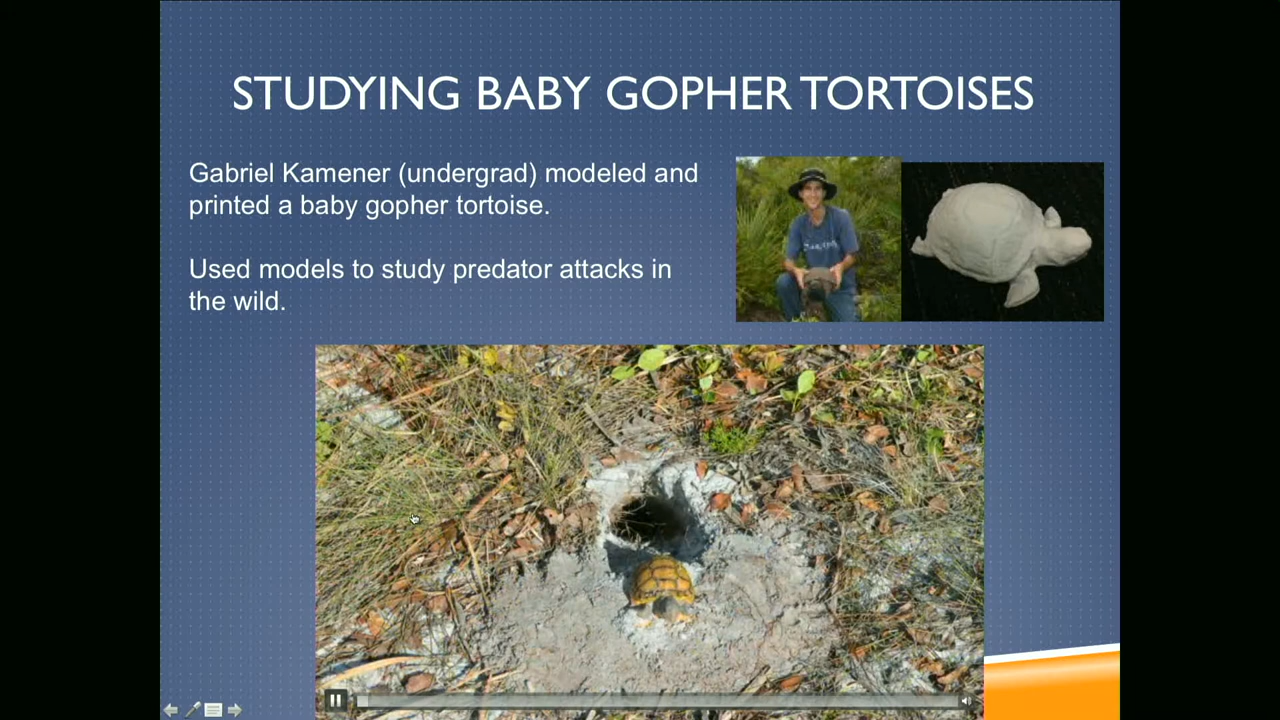 STUDYING BABY GOPHER TORTOISES
Gabriel Kamener (undergrad) modeled and
printed a baby gopher tortoise.
Used models to study predator attacks in
the wild.